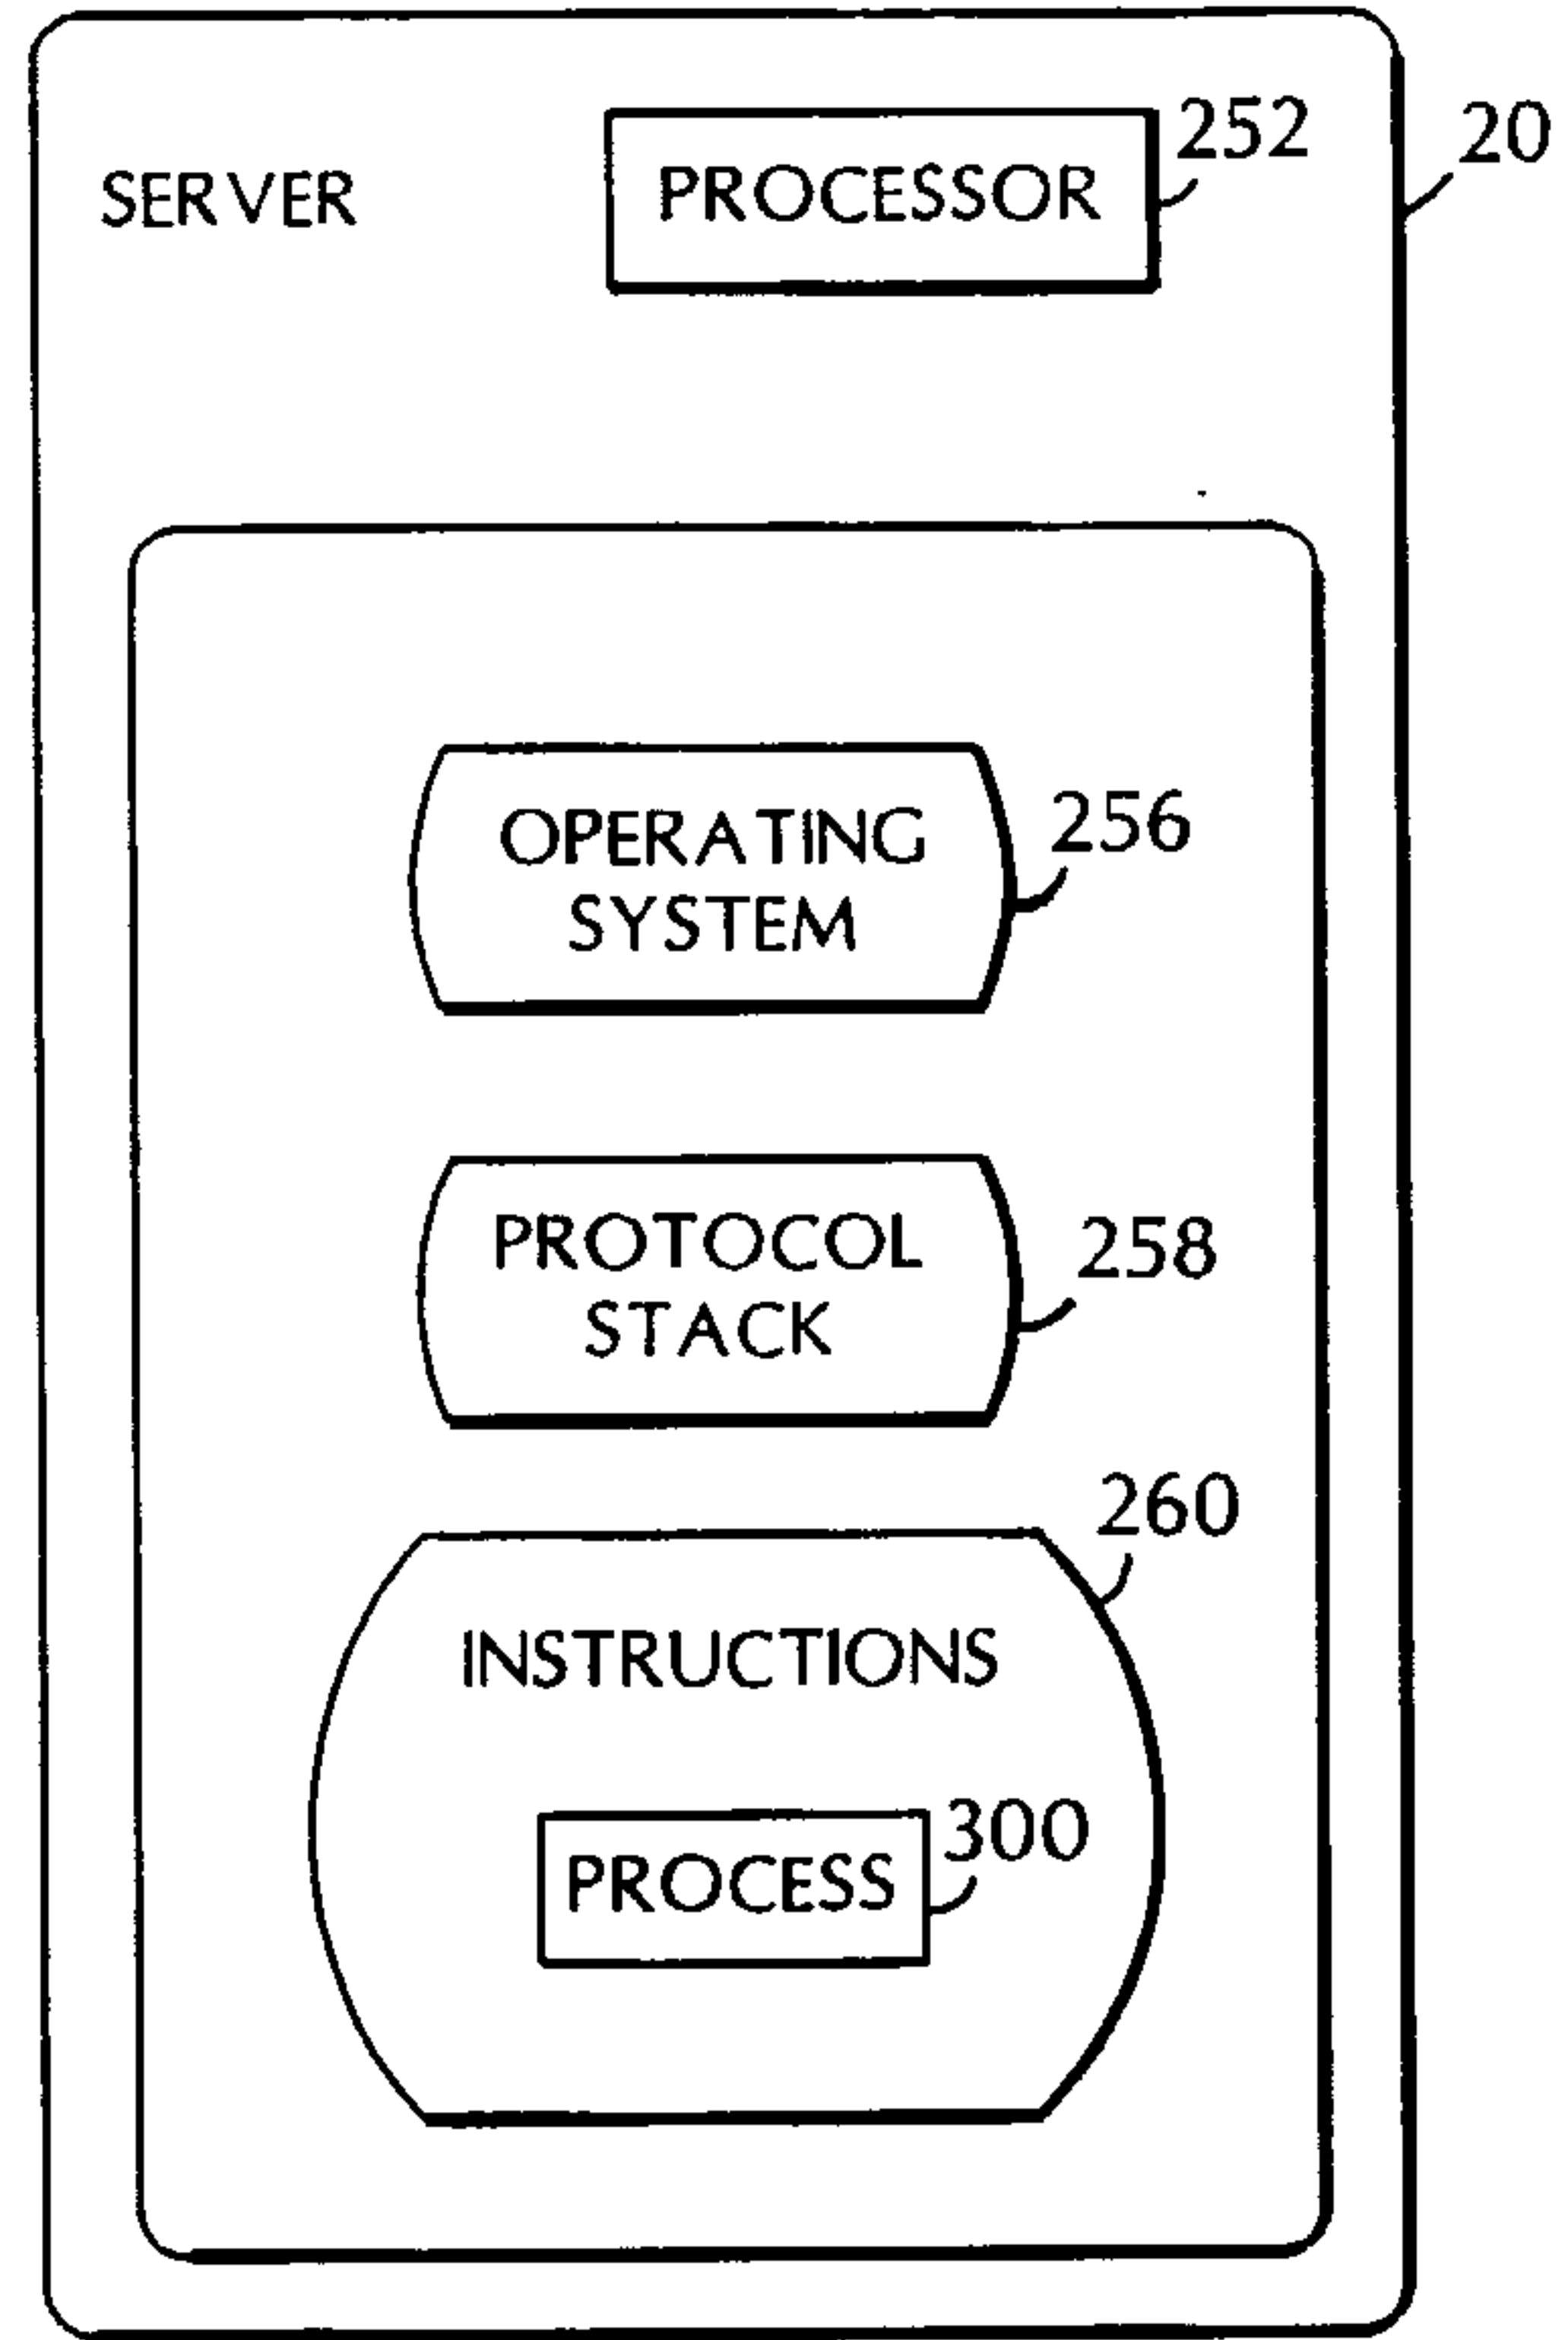 252
20
SERVER
PROCESSOR
256
OPERATING
SYSTEM
258
PROTOCOL
STACK
260
INSTRUCTIONS
300
PROCESS